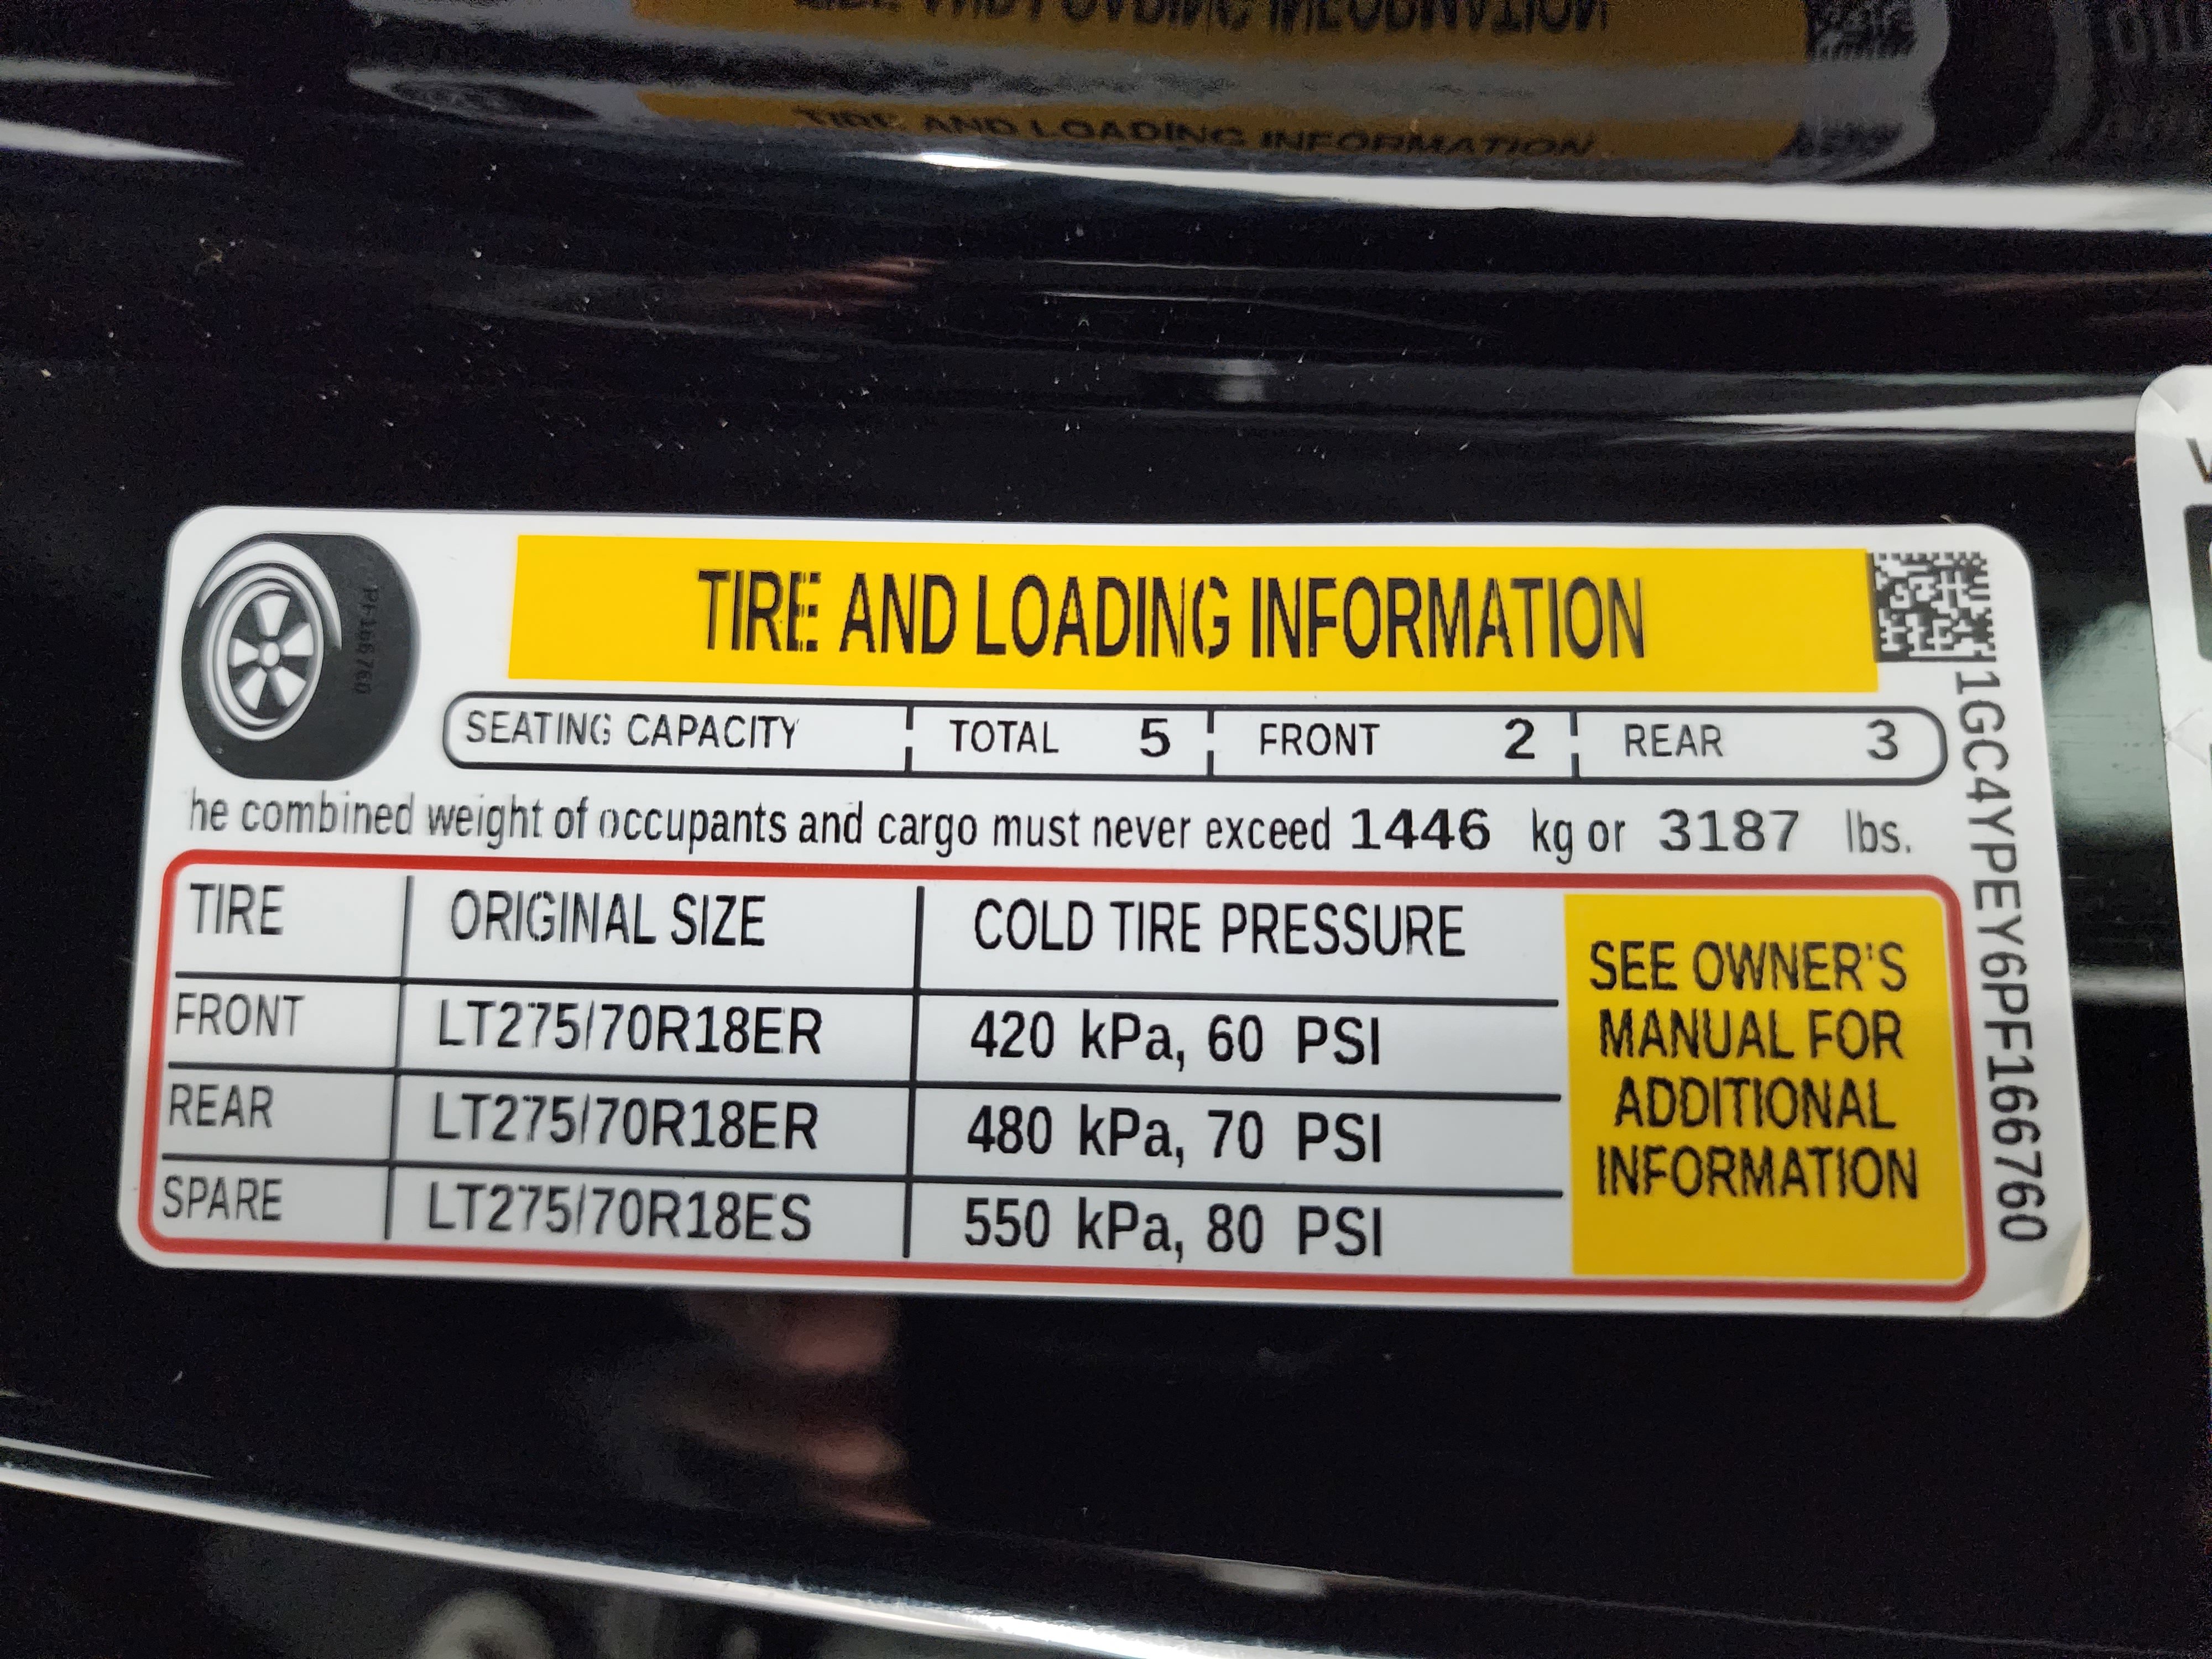 TIRE AND LOADING INFORMATION
TIRE AND LOADING INFORMATION
SEATING CAPACITY TOTAL 5 FRONT 2 REAR 3
he combined weight of occupants and cargo must never exceed 1446 kg or 3187 lbs.
TIRE ORIGINAL SIZE COLD TIRE PRESSURE
FRONT LT275/70R18ER 420 kPa, 60 PSI
REAR LT275/70R18ER 480 kPa, 70 PSI
SPARE LT275/70R18ES 550 kPa, 80 PSI
SEE OWNER'S
MANUAL FOR
ADDITIONAL
INFORMATION
1GC4YPEY6PF166760
PF166760